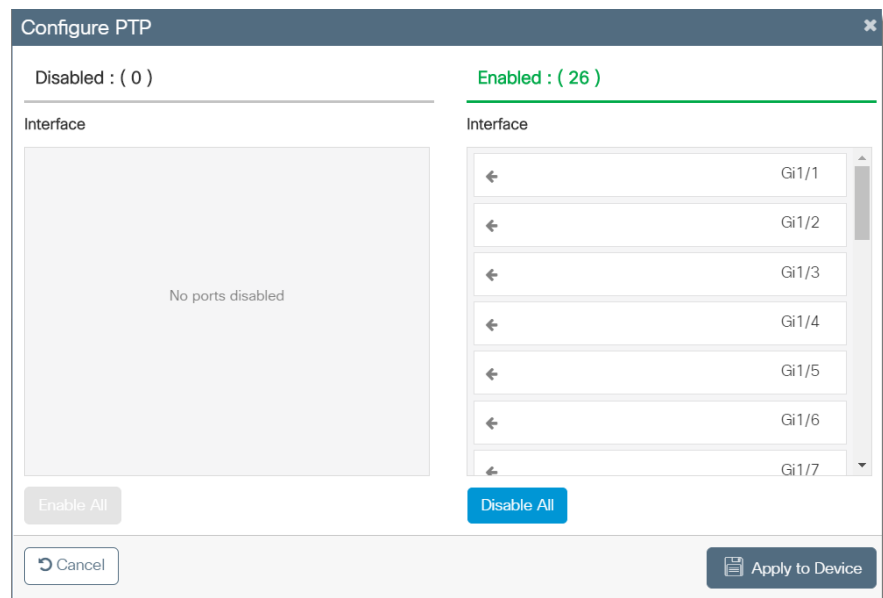 Configure PTP
Disabled : ( 0 )
Interface
No ports disabled
Enable All
Enabled : ( 26 )
Interface
Gi1/1
Gi1/2
Gi1/3
Gi1/4
Gi1/5
Gi1/6
Gi1/7
Disable All
Cancel
Apply to Device